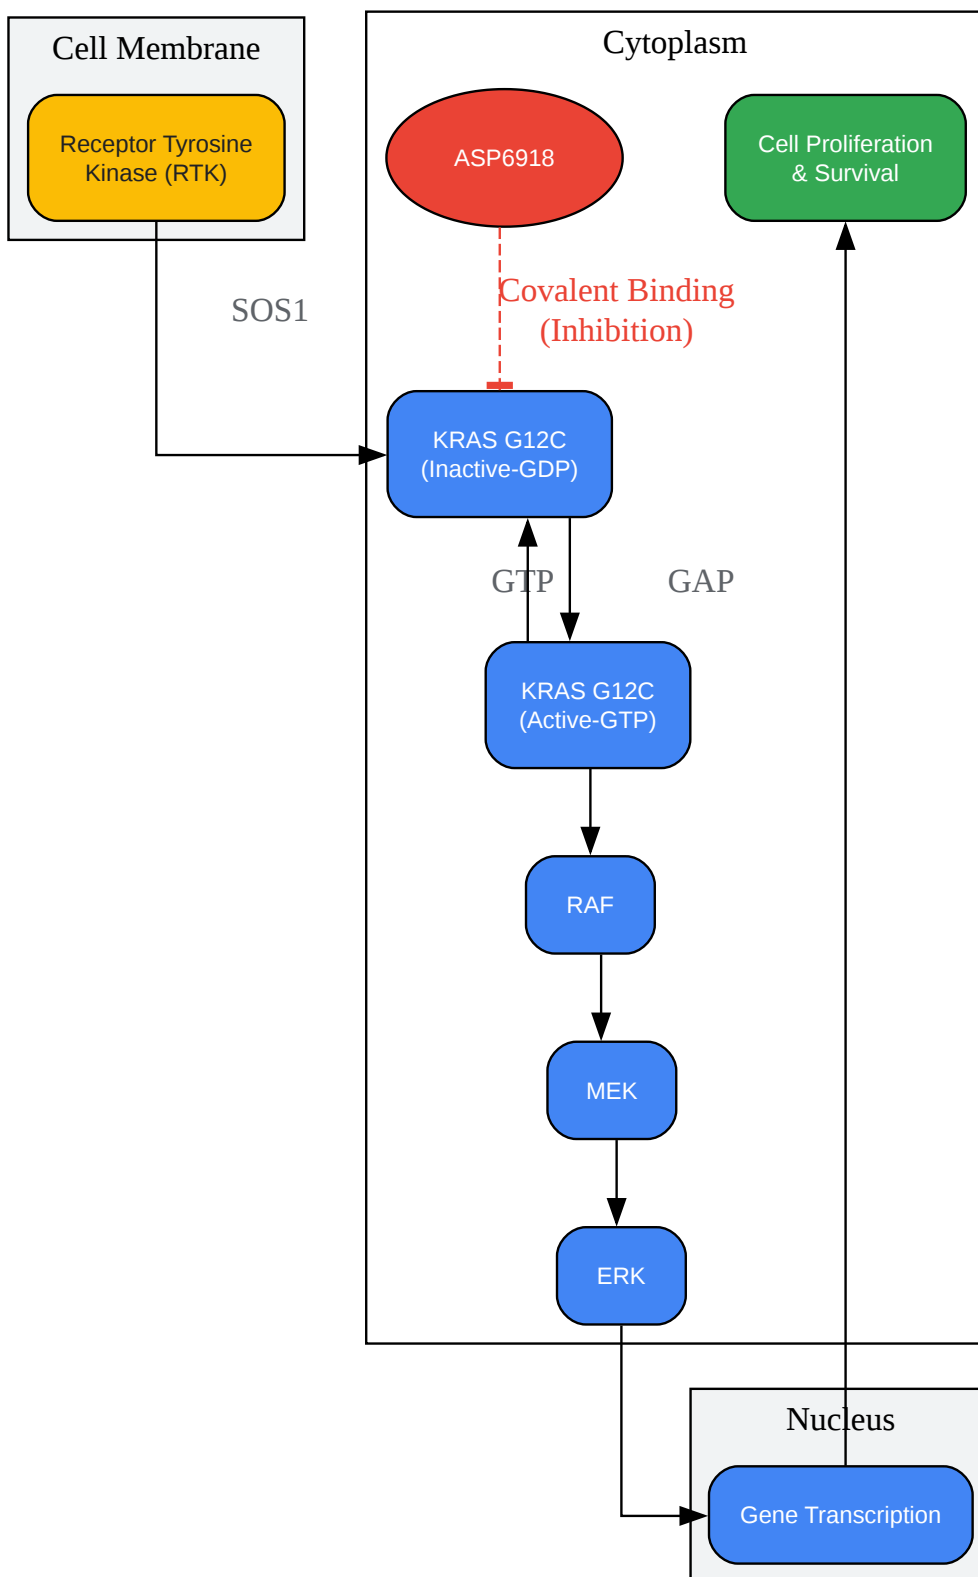 Cell Membrane
Receptor Tyrosine
Kinase (RTK)
Cytoplasm
ASP6918
Cell Proliferation
& Survival
SOS1
Covalent Binding
(Inhibition)
KRAS G12C
(Inactive-GDP)
GTP
GAP
KRAS G12C
(Active-GTP)
RAF
MEK
ERK
Nucleus
Gene Transcription